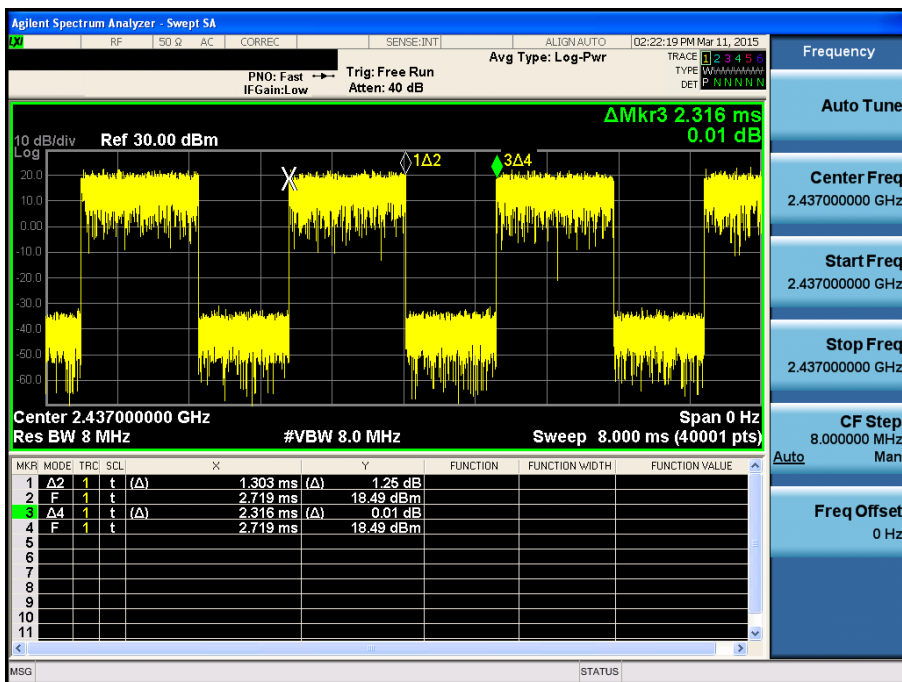 Agilent Spectrum Analyzer - Swept SA
LXI RF 50 Ω AC CORREC SENSE:INT ALIGN AUTO 02:22:19 PM Mar 11, 2015
Avg Type: Log-Pwr TRACE 1 2 3 4 5 6
PNO: Fast Trig: Free Run TYPE WWWWWW
IFGain:Low Atten: 40 dB DET P N N N N N
Frequency
Auto Tune
Center Freq
2.437000000 GHz
Start Freq
2.437000000 GHz
Stop Freq
2.437000000 GHz
CF Step
8.000000 MHz
Auto Man
Freq Offset
0 Hz
ΔMkr3 2.316 ms
0.01 dB
10 dB/div Ref 30.00 dBm
Log
1Δ2 3Δ4
20.0
X
10.0
0.00
-10.0
-20.0
-30.0
-40.0
-50.0
-60.0
Center 2.437000000 GHz Span 0 Hz
Res BW 8 MHz #VBW 8.0 MHz Sweep 8.000 ms (40001 pts)
MKR MODE TRC SCL X Y FUNCTION FUNCTION WIDTH FUNCTION VALUE
1 Δ2 1 t (Δ) 1.303 ms (Δ) 1.25 dB
2 F 1 t 2.719 ms 18.49 dBm
3 Δ4 1 t (Δ) 2.316 ms (Δ) 0.01 dB
4 F 1 t 2.719 ms 18.49 dBm
5
6
7
8
9
10
11
MSG STATUS